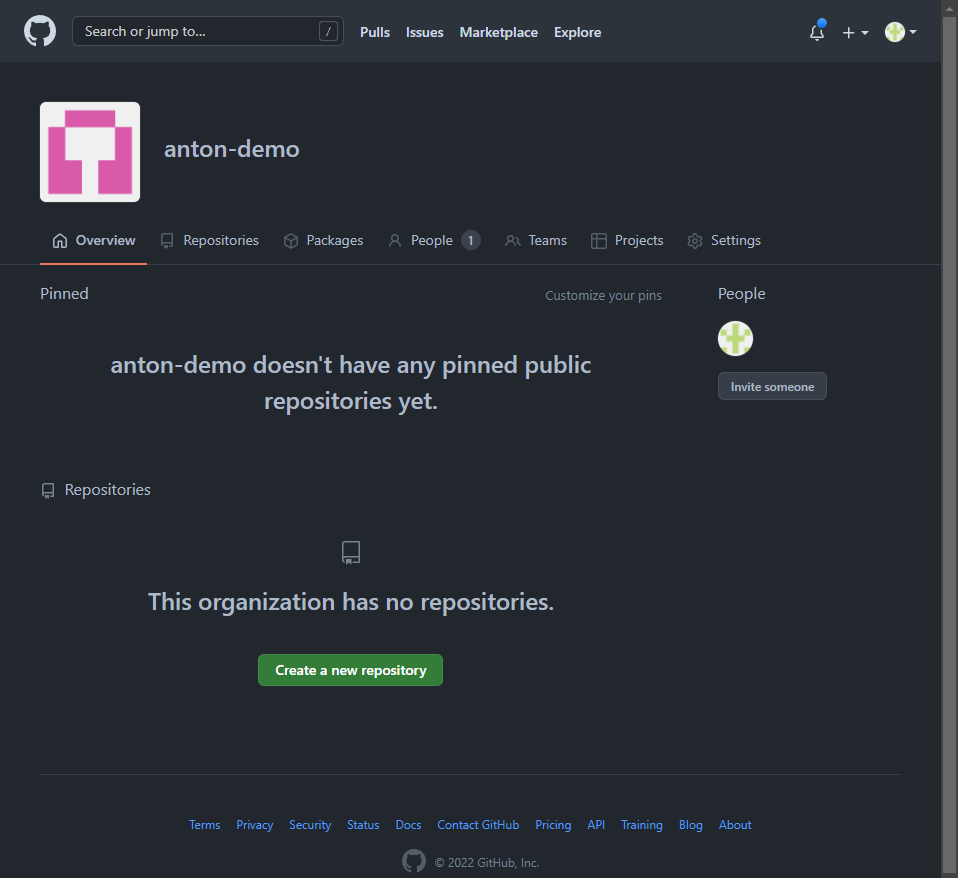 Search or jump to... /
Pulls Issues Marketplace Explore
anton-demo
Overview Repositories Packages People 1 Teams Projects Settings
Pinned
Customize your pins
People
anton-demo doesn't have any pinned public
repositories yet.
Invite someone
Repositories
This organization has no repositories.
Create a new repository
Terms Privacy Security Status Docs Contact GitHub Pricing API Training Blog About
© 2022 GitHub, Inc.